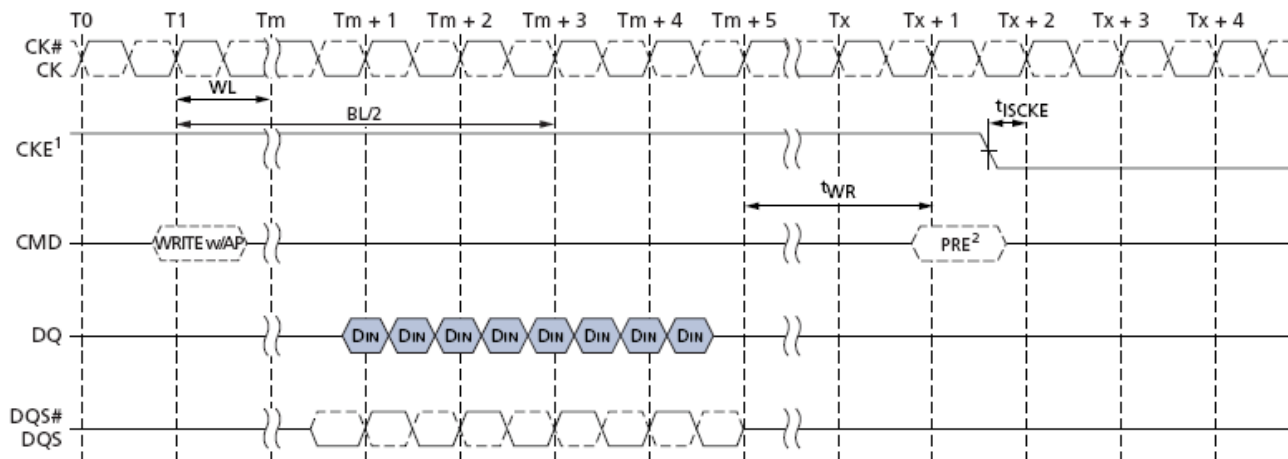 T0 T1 Tm Tm + 1 Tm + 2 Tm + 3 Tm + 4 Tm + 5 Tx Tx + 1 Tx + 2 Tx + 3 Tx + 4
CK#
CK
WL
BL/2
tISCKE
CKE1
tWR
CMD WRITE w/AP PRE2
DQ DIN DIN DIN DIN DIN DIN DIN DIN
DQS#
DQS